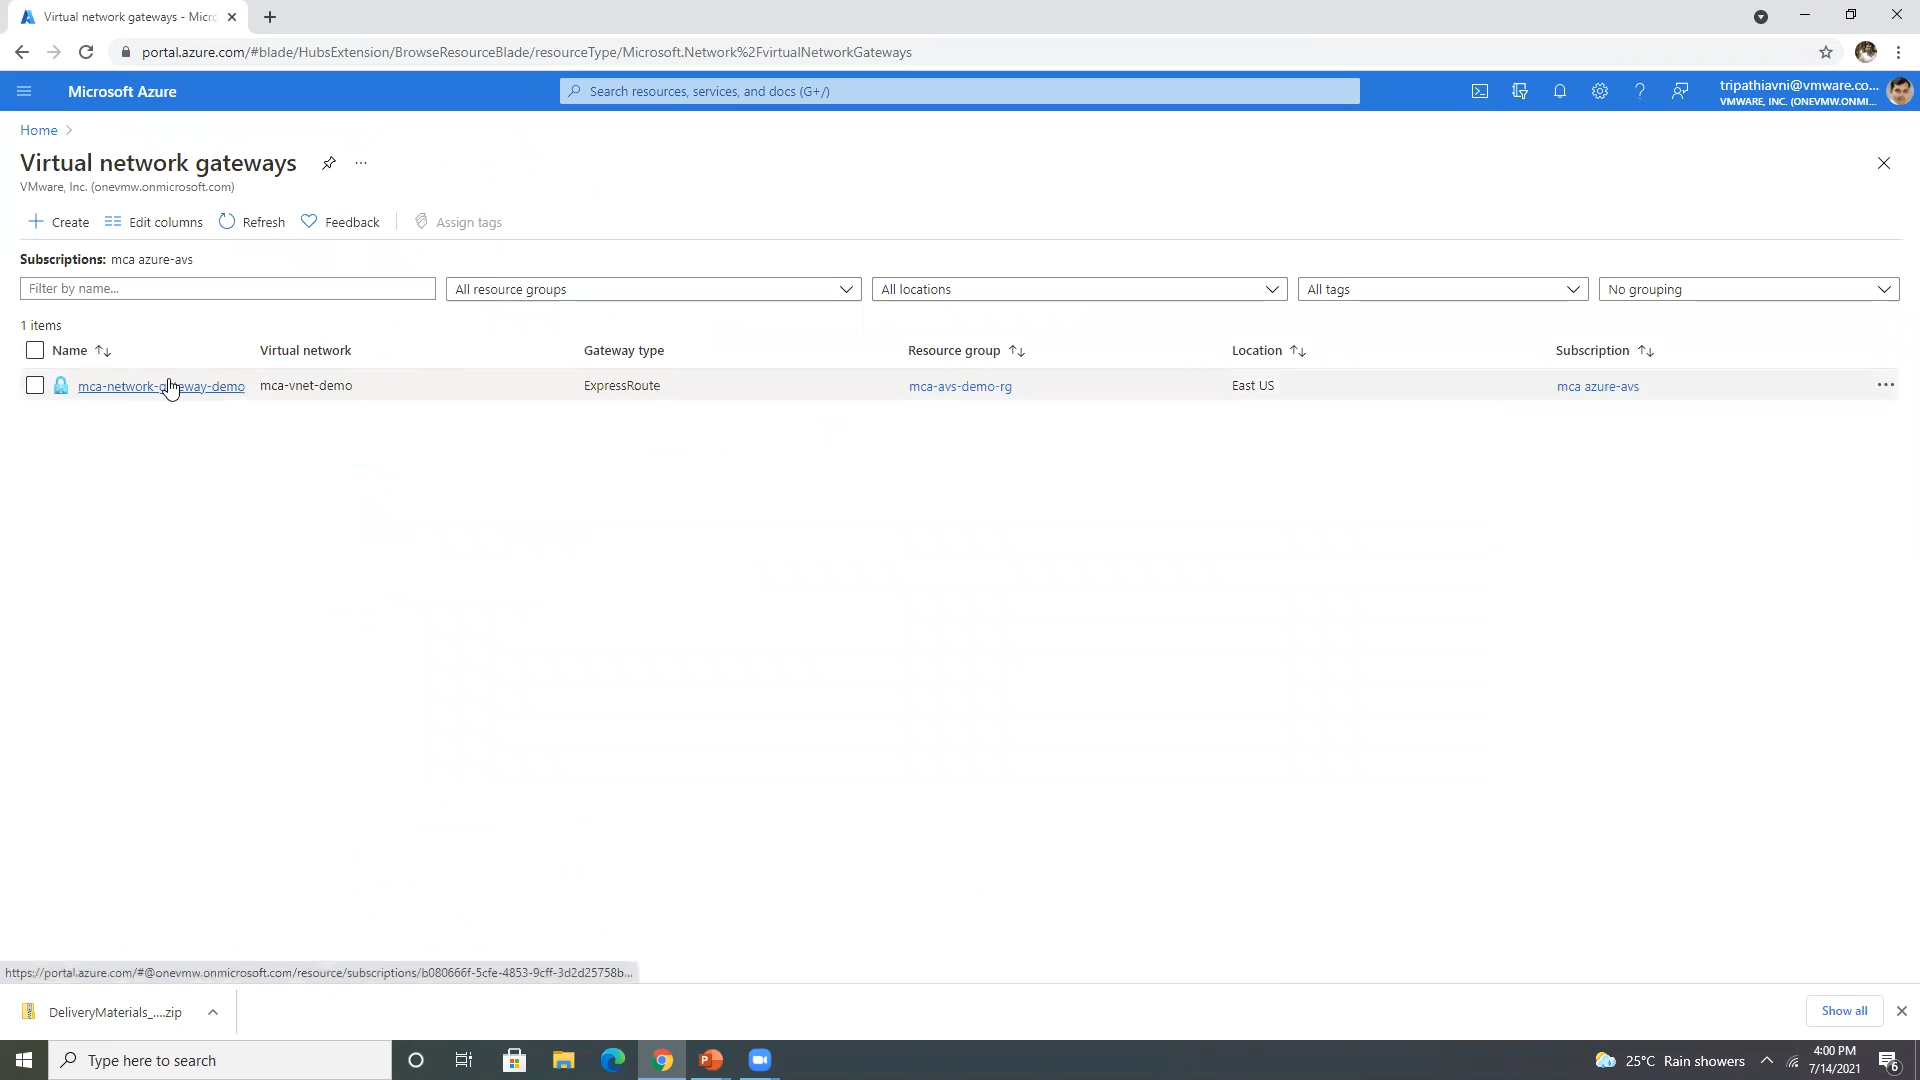 Virtual network gateways - Micr
portal.azure.com/#blade/HubsExtension/BrowseResourceBlade/resourceType/Microsoft.Network%2FvirtualNetworkGateways
Microsoft Azure
Search resources, services, and docs (G+/)
tripathiavni@vmware.co...
VMWARE, INC. (ONEVMW.ONMI...
Home
Virtual network gateways
VMware, Inc. (onevmw.onmicrosoft.com)
Create Edit columns Refresh Feedback Assign tags
Subscriptions: mca azure-avs
Filter by name... All resource groups All locations All tags No grouping
1 items
Name Virtual network Gateway type Resource group Location Subscription
mca-network-gateway-demo mca-vnet-demo ExpressRoute mca-avs-demo-rg East US mca azure-avs
https://portal.azure.com/#@onevmw.onmicrosoft.com/resource/subscriptions/b080666f-5cfe-4853-9cff-3d2d25758b...
DeliveryMaterials_....zip Show all
Type here to search 25°C Rain showers 4:00 PM
7/14/2021 6